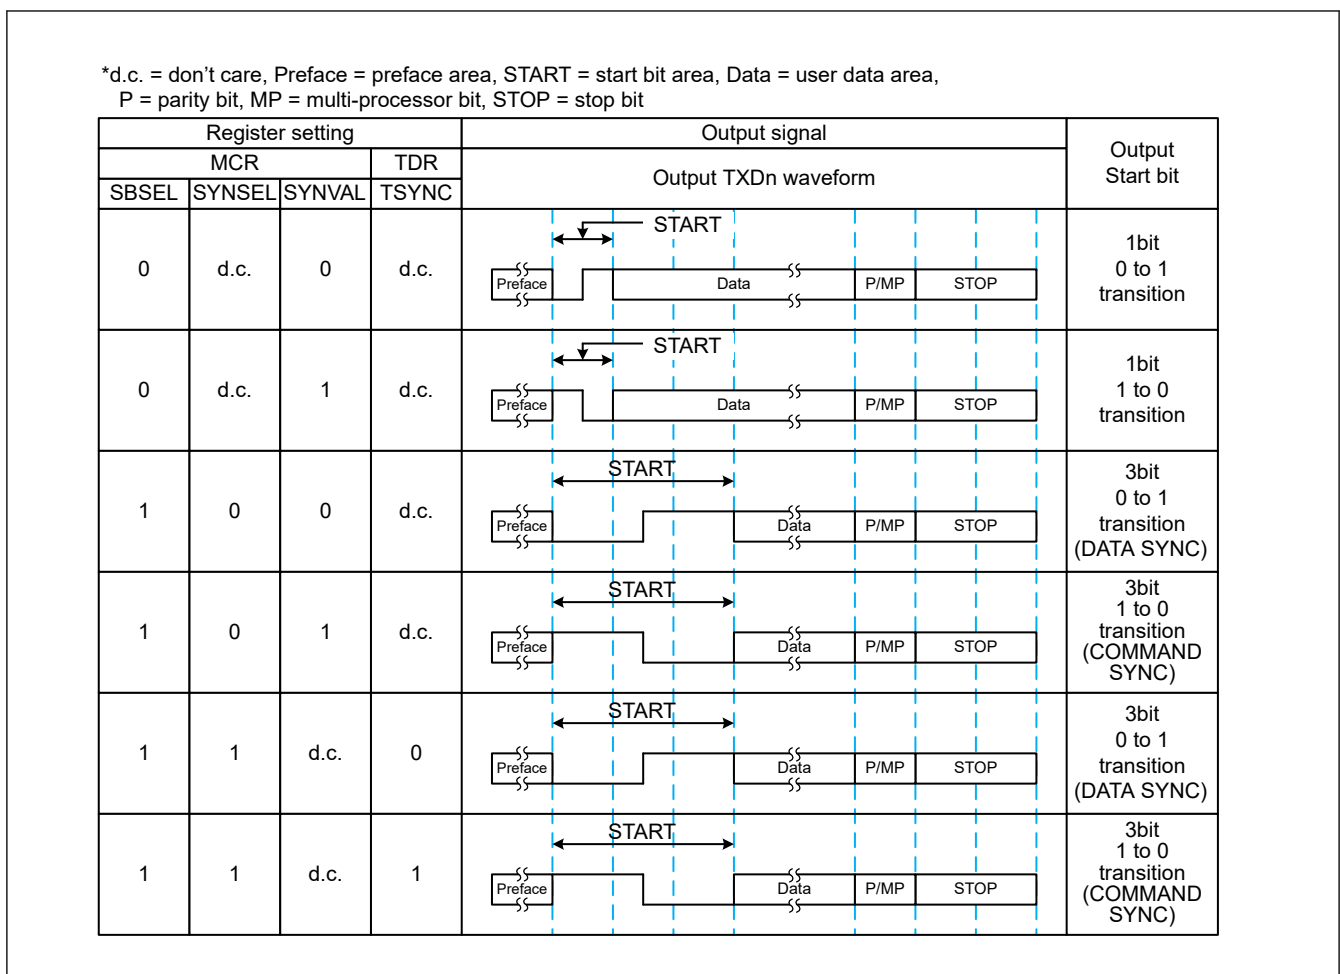 *d.c. = don't care, Preface = preface area, START = start bit area, Data = user data area,
P = parity bit, MP = multi-processor bit, STOP = stop bit
Register setting
Output signal
Output
Start bit
MCR
TDR
Output TXDn waveform
SBSEL
SYNSEL
SYNVAL
TSYNC
0
d.c.
0
d.c.
START
Preface
Data
P/MP
STOP
1bit
0 to 1
transition
0
d.c.
1
d.c.
START
Preface
Data
P/MP
STOP
1bit
1 to 0
transition
1
0
0
d.c.
START
Preface
Data
P/MP
STOP
3bit
0 to 1
transition
(DATA SYNC)
1
0
1
d.c.
START
Preface
Data
P/MP
STOP
3bit
1 to 0
transition
(COMMAND
SYNC)
1
1
d.c.
0
START
Preface
Data
P/MP
STOP
3bit
0 to 1
transition
(DATA SYNC)
1
1
d.c.
1
START
Preface
Data
P/MP
STOP
3bit
1 to 0
transition
(COMMAND
SYNC)